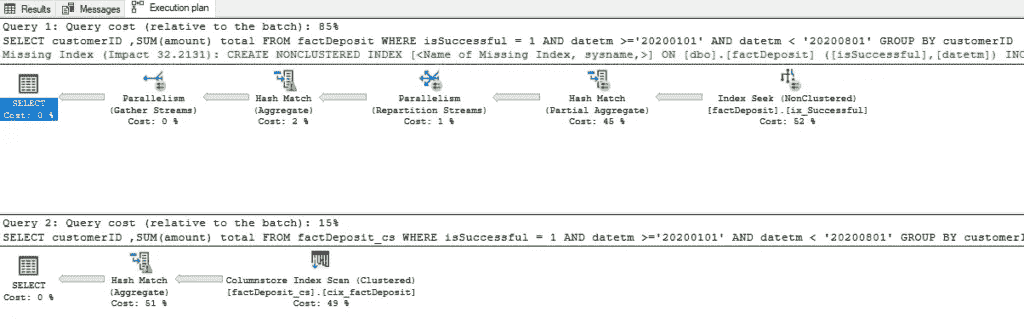 Results Messages Execution plan
Query 1: Query cost (relative to the batch): 85%
SELECT customerID ,SUM(amount) total FROM factDeposit WHERE isSuccessful = 1 AND datetm >='20200101' AND datetm < '20200801' GROUP BY customerID
Missing Index (Impact 32.2131): CREATE NONCLUSTERED INDEX [<Name of Missing Index, sysname,>] ON [dbo].[factDeposit] ([isSuccessful],[datetm]) INC
SELECT
Cost: 0 %
Parallelism
(Gather Streams)
Cost: 0 %
Hash Match
(Aggregate)
Cost: 2 %
Parallelism
(Repartition Streams)
Cost: 1 %
Hash Match
(Partial Aggregate)
Cost: 45 %
Index Seek (NonClustered)
[factDeposit].[ix_Successful]
Cost: 52 %
Query 2: Query cost (relative to the batch): 15%
SELECT customerID ,SUM(amount) total FROM factDeposit_cs WHERE isSuccessful = 1 AND datetm >='20200101' AND datetm < '20200801' GROUP BY customerI
SELECT
Cost: 0 %
Hash Match
(Aggregate)
Cost: 51 %
Columnstore Index Scan (Clustered)
[factDeposit_cs].[cix_factDeposit]
Cost: 49 %